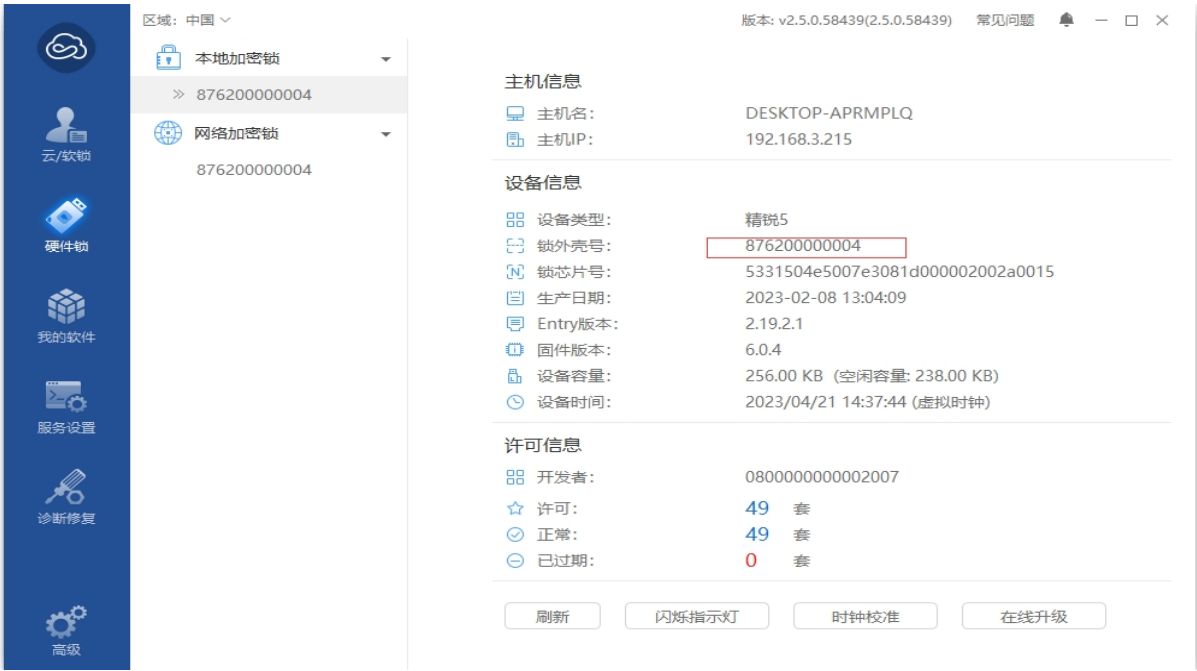 区域: 中国
版本: v2.5.0.58439(2.5.0.58439) 常见问题
云/软锁
硬件锁
我的软件
服务设置
诊断修复
高级
本地加密锁
876200000004
网络加密锁
876200000004
主机信息
主机名: DESKTOP-APRMPLQ
主机IP: 192.168.3.215
设备信息
设备类型: 精锐5
锁外壳号: 876200000004
锁芯片号: 5331504e5007e3081d000002002a0015
生产日期: 2023-02-08 13:04:09
Entry版本: 2.19.2.1
固件版本: 6.0.4
设备容量: 256.00 KB (空闲容量: 238.00 KB)
设备时间: 2023/04/21 14:37:44 (虚拟时钟)
许可信息
开发者: 0800000000002007
许可: 49 套
正常: 49 套
已过期: 0 套
刷新 闪烁指示灯 时钟校准 在线升级